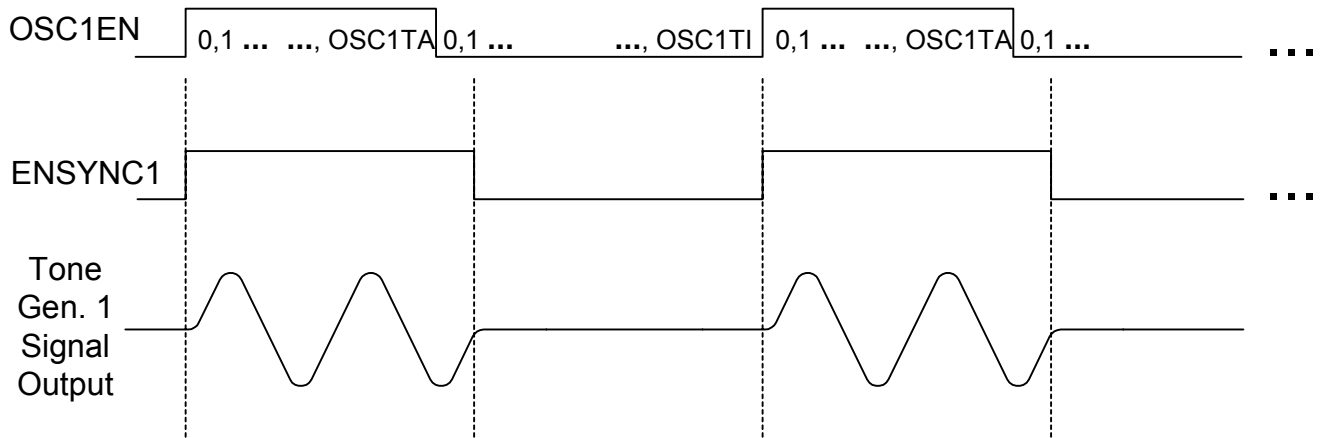 OSC1EN
0,1 ... ..., OSC1TA 0,1 ... ..., OSC1TI 0,1 ... ..., OSC1TA 0,1 ...
...
ENSYNC1
...
Tone
Gen. 1
Signal
Output